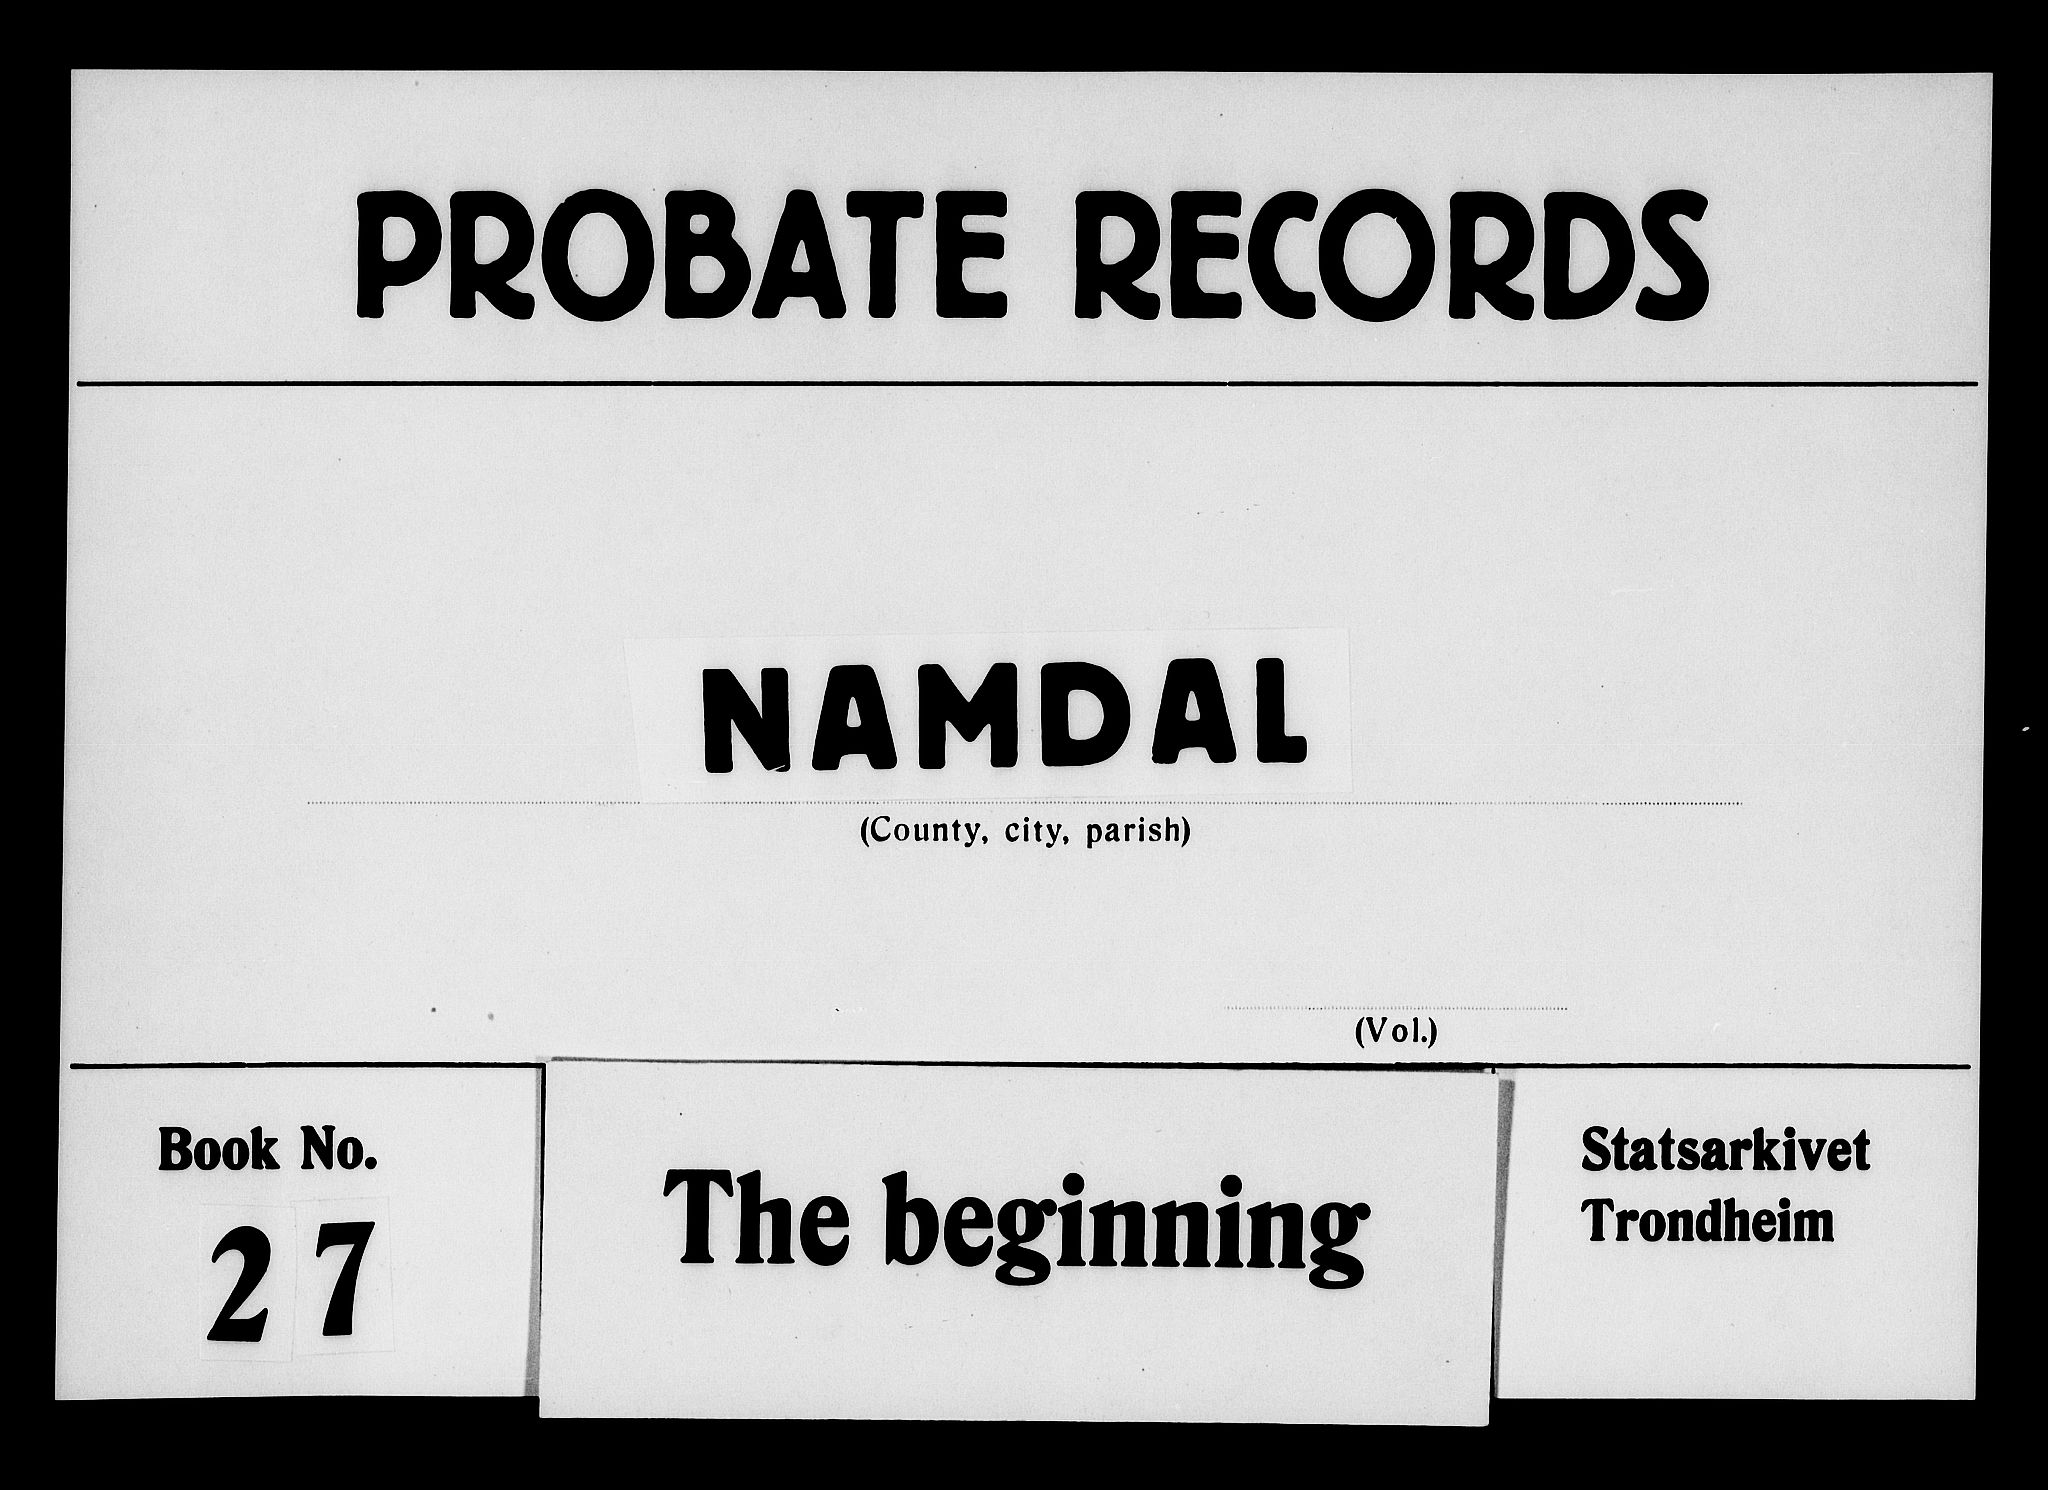 PROBATE RECORDS
NAMDAL
(County, city, parish)
(Vol.)
Book No.
27
The beginning
Statsarkivet
Trondheim